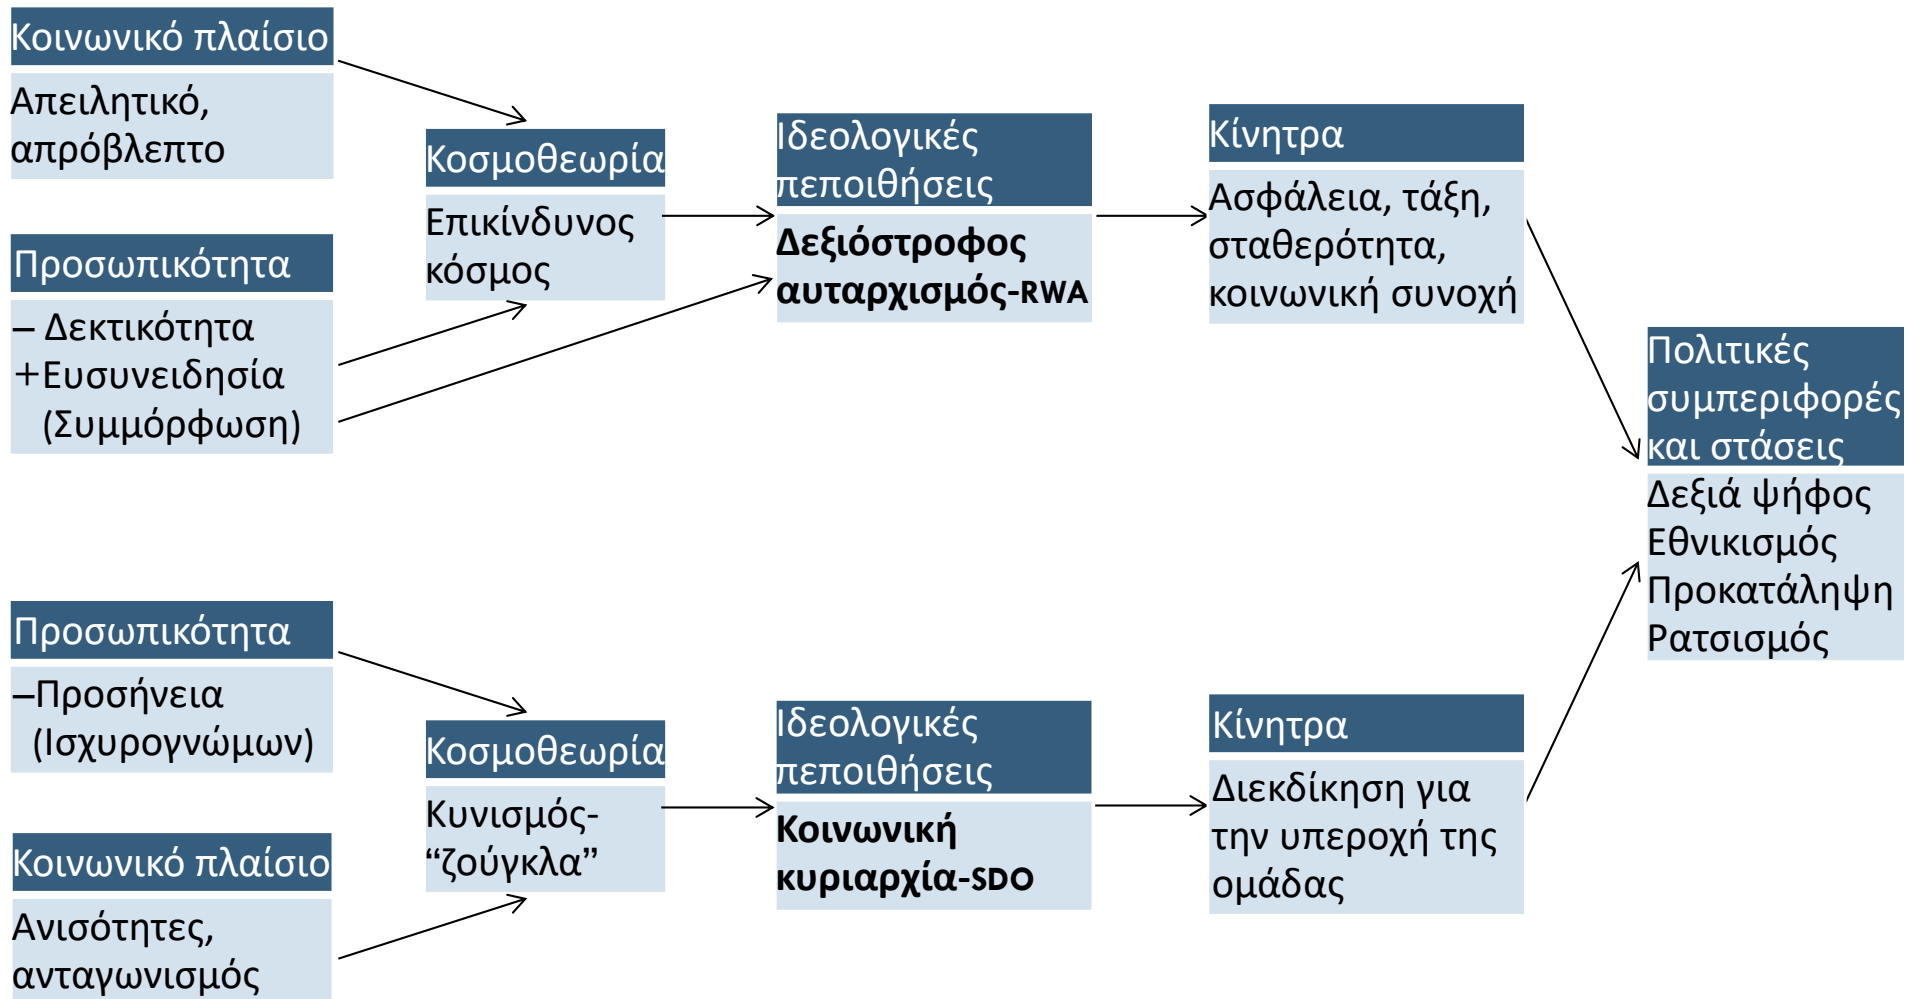 Κοινωνικό πλαίσιο
Απειλητικό,
απρόβλεπτο
Προσωπικότητα
– Δεκτικότητα
+Ευσυνειδησία
(Συμμόρφωση)
Κοσμοθεωρία
Επικίνδυνος
κόσμος
Ιδεολογικές
πεποιθήσεις
Δεξιόστροφος
αυταρχισμός-RWA
Κίνητρα
Ασφάλεια, τάξη,
σταθερότητα,
κοινωνική συνοχή
Πολιτικές
συμπεριφορές
και στάσεις
Δεξιά ψήφος
Εθνικισμός
Προκατάληψη
Ρατσισμός
Προσωπικότητα
–Προσήνεια
(Ισχυρογνώμων)
Κοινωνικό πλαίσιο
Ανισότητες,
ανταγωνισμός
Κοσμοθεωρία
Κυνισμός-
“ζούγκλα”
Ιδεολογικές
πεποιθήσεις
Κοινωνική
κυριαρχία-SDO
Κίνητρα
Διεκδίκηση για
την υπεροχή της
ομάδας